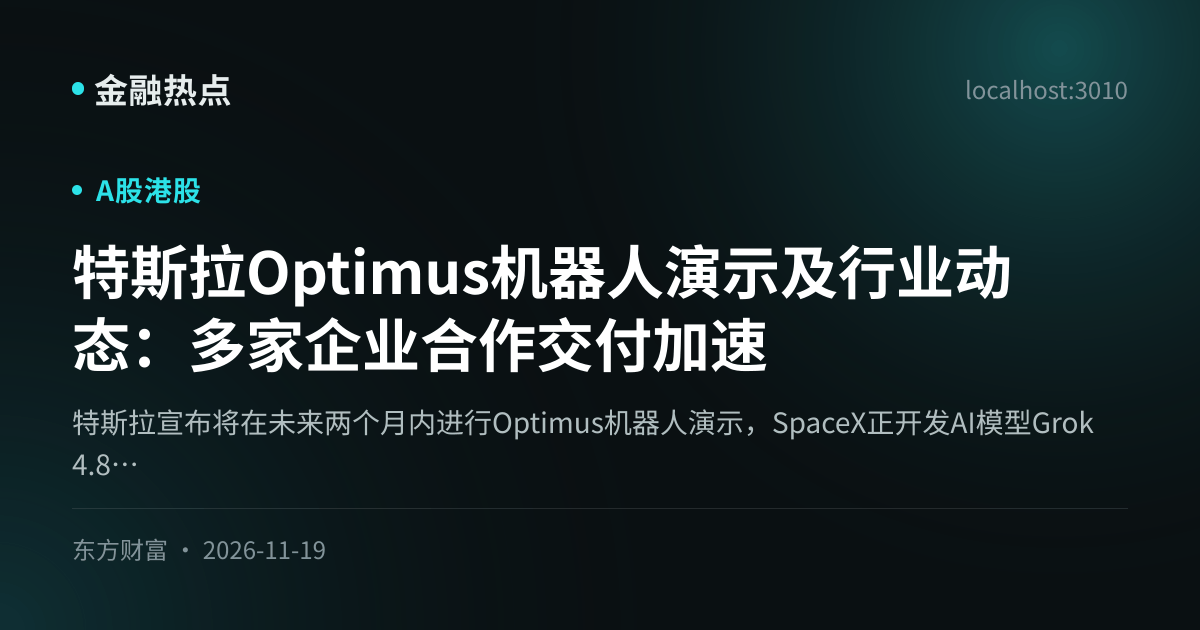 金融热点
localhost:3010
A股港股
特斯拉Optimus机器人演示及行业动
态：多家企业合作交付加速
特斯拉宣布将在未来两个月内进行Optimus机器人演示，SpaceX正开发AI模型Grok
4.8…
东方财富 · 2026-11-19